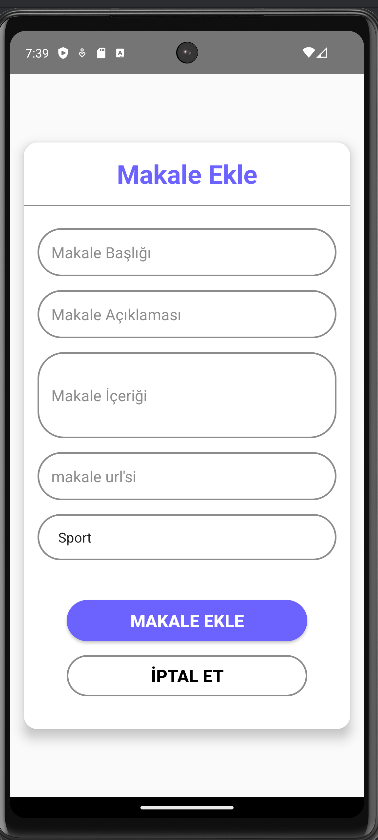 7:39
Makale Ekle
Makale Başlığı
Makale Açıklaması
Makale İçeriği
makale url'si
Sport
MAKALE EKLE
İPTAL ET